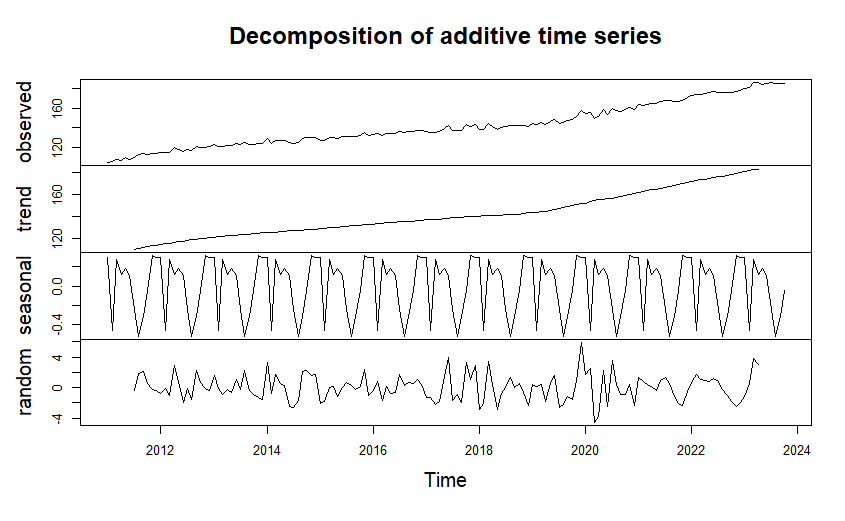 Decomposition of additive time series
observed
120 160
trend
120 160
seasonal
-0.4 0.0
random
-4 0 4
2012 2014 2016 2018 2020 2022 2024
Time